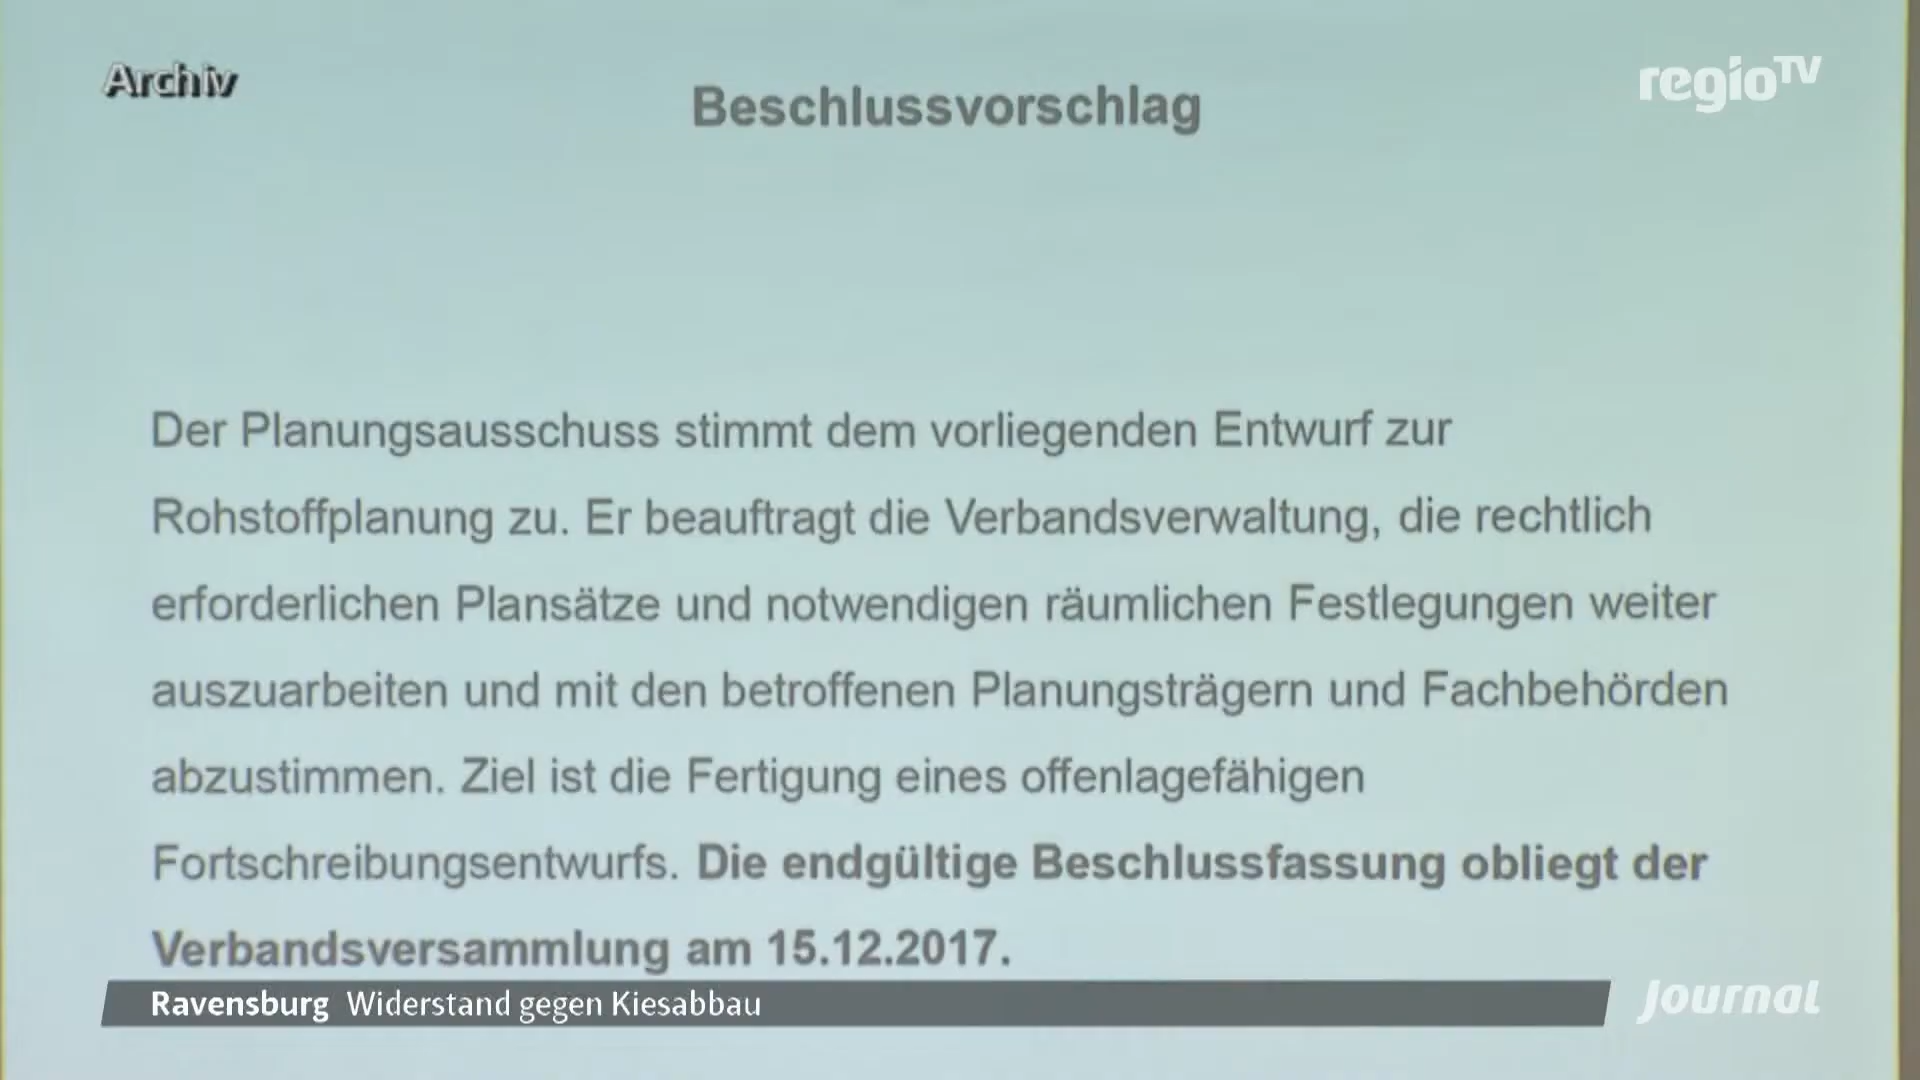 Archiv
regioTV
Beschlussvorschlag
Der Planungsausschuss stimmt dem vorliegenden Entwurf zur
Rohstoffplanung zu. Er beauftragt die Verbandsverwaltung, die rechtlich
erforderlichen Plansätze und notwendigen räumlichen Festlegungen weiter
auszuarbeiten und mit den betroffenen Planungsträgern und Fachbehörden
abzustimmen. Ziel ist die Fertigung eines offenlagefähigen
Fortschreibungsentwurfs. Die endgültige Beschlussfassung obliegt der
Verbandsversammlung am 15.12.2017.
Ravensburg Widerstand gegen Kiesabbau
Journal